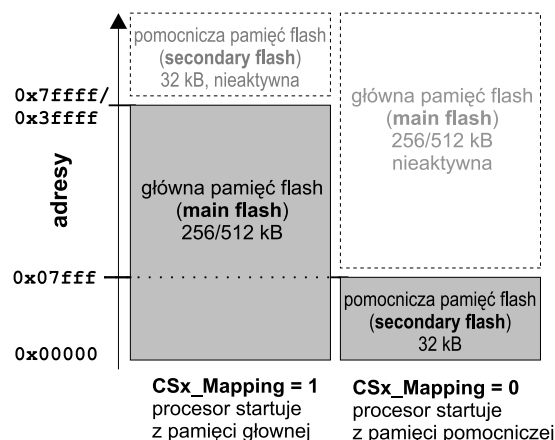 pomocnicza pamięć flash
(secondary flash)
32 kB, nieaktywna
główna pamięć flash
(main flash)
256/512 kB
nieaktywna
0x7ffff/
0x3ffff
adresy
główna pamięć flash
(main flash)
256/512 kB
0x07fff
pomocnicza pamięć flash
(secondary flash)
32 kB
0x00000
CSx_Mapping = 1
procesor startuje
z pamięci głownej
CSx_Mapping = 0
procesor startuje
z pamięci pomocniczej